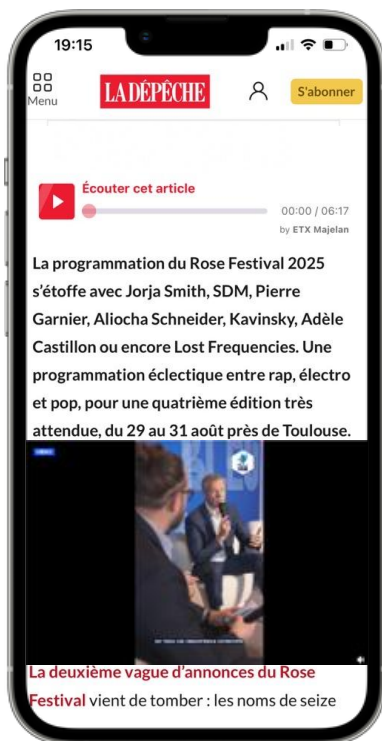 19:15
Menu
LA DÉPÊCHE
S'abonner
Écouter cet article
00:00 / 06:17
by ETX Majelan
La programmation du Rose Festival 2025
s'étoffe avec Jorja Smith, SDM, Pierre
Garnier, Aliocha Schneider, Kavinsky, Adèle
Castillon ou encore Lost Frequencies. Une
programmation éclectique entre rap, électro
et pop, pour une quatrième édition très
attendue, du 29 au 31 août près de Toulouse.
La deuxième vague d'annonces du Rose
Festival vient de tomber : les noms de seize